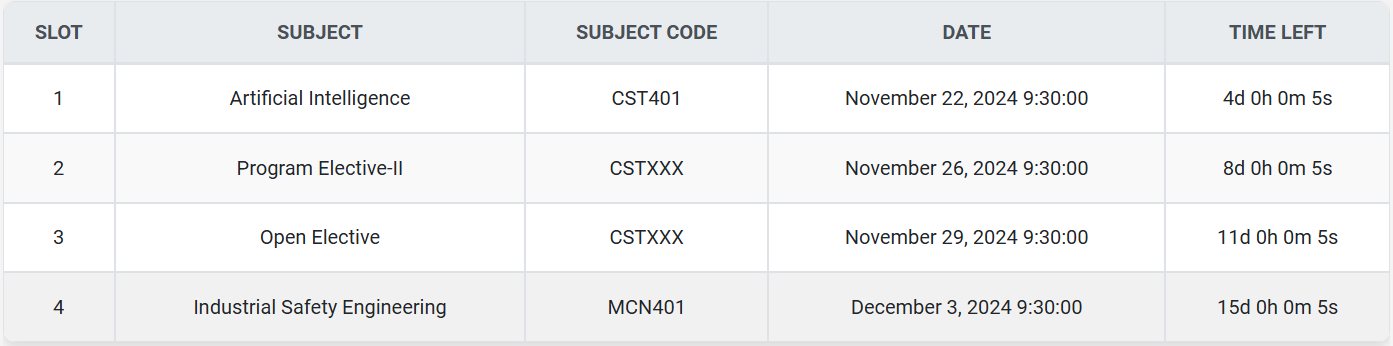 SLOT SUBJECT SUBJECT CODE DATE TIME LEFT
1 Artificial Intelligence CST401 November 22, 2024 9:30:00 4d 0h 0m 5s
2 Program Elective-II CSTXXX November 26, 2024 9:30:00 8d 0h 0m 5s
3 Open Elective CSTXXX November 29, 2024 9:30:00 11d 0h 0m 5s
4 Industrial Safety Engineering MCN401 December 3, 2024 9:30:00 15d 0h 0m 5s